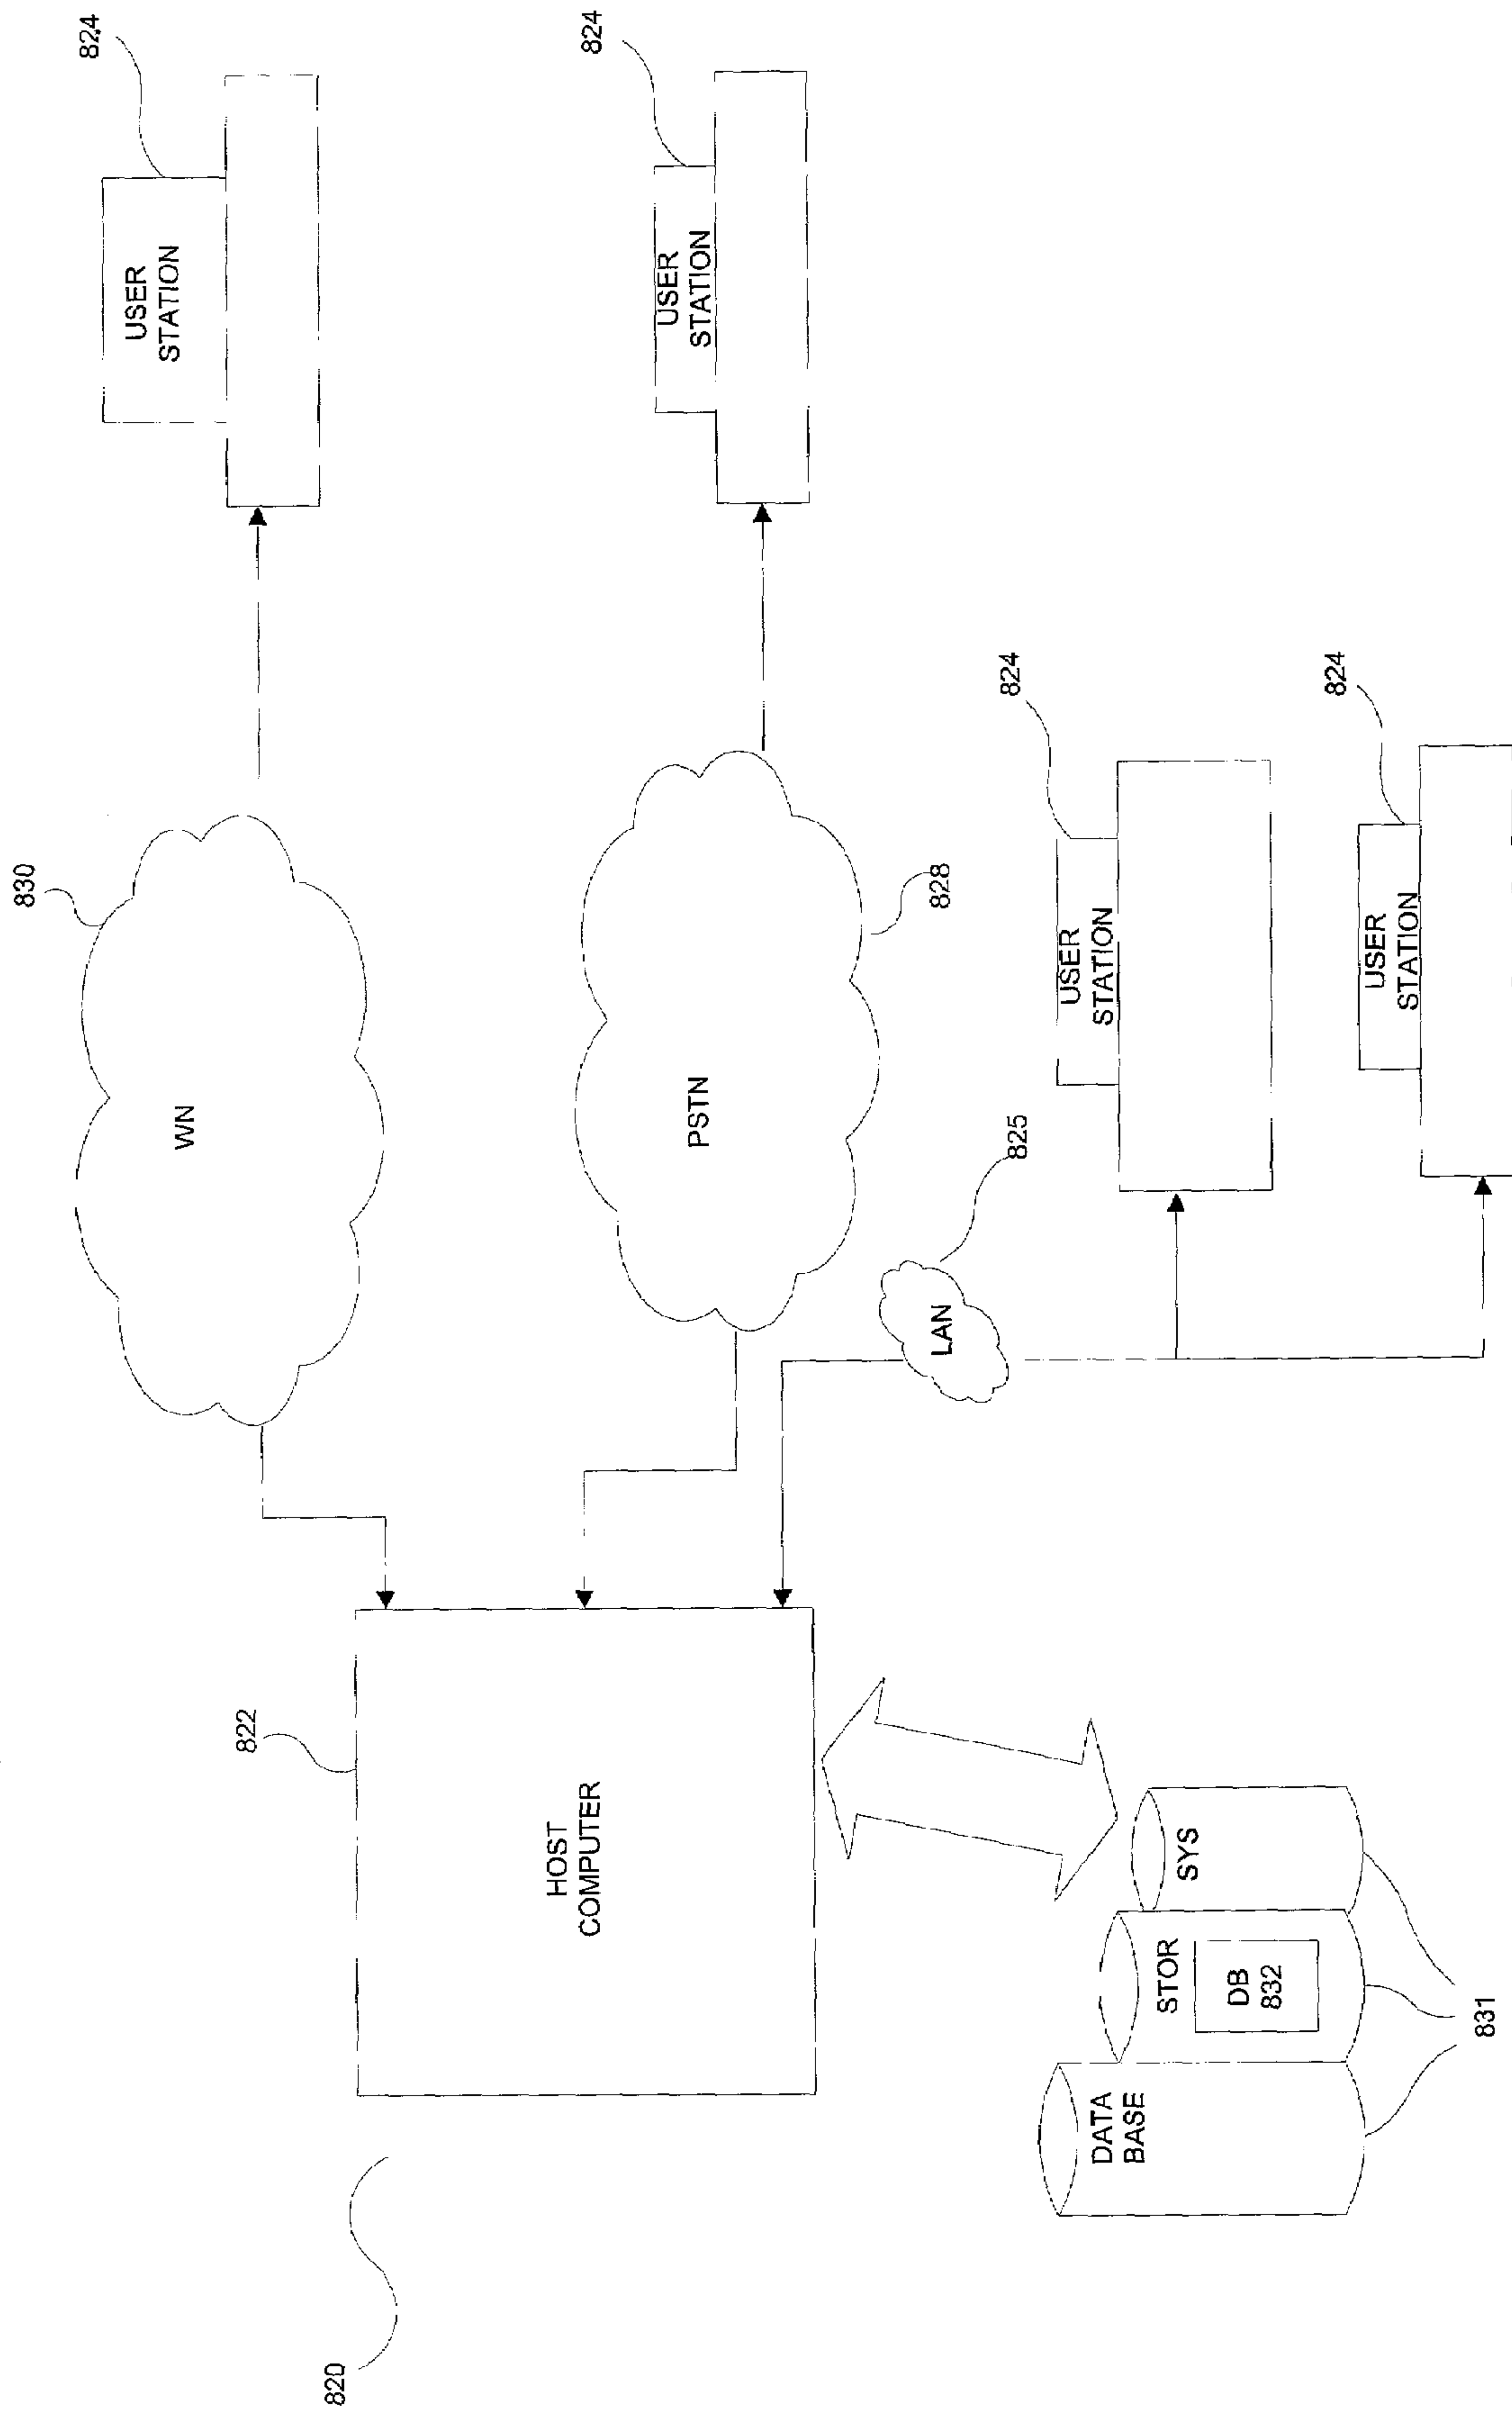 820
822
HOST
COMPUTER
DATA
BASE
STOR
DB
832
SYS
831
830
WN
PSTN
828
LAN
825
USER
STATION
824
USER
STATION
824
USER
STATION
824
USER
STATION
824